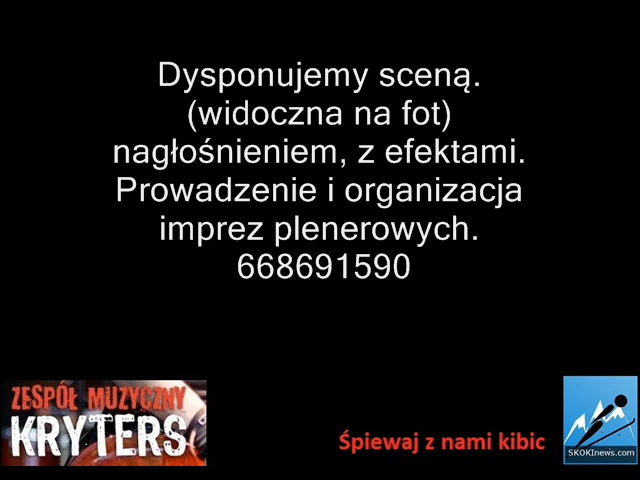 Dysponujemy sceną.
(widoczna na fot)
nagłośnieniem, z efektami.
Prowadzenie i organizacja
imprez plenerowych.
668691590
ZESPÓŁ MUZYCZNY
KRYTERS
Śpiewaj z nami kibic
SKOKInews.com